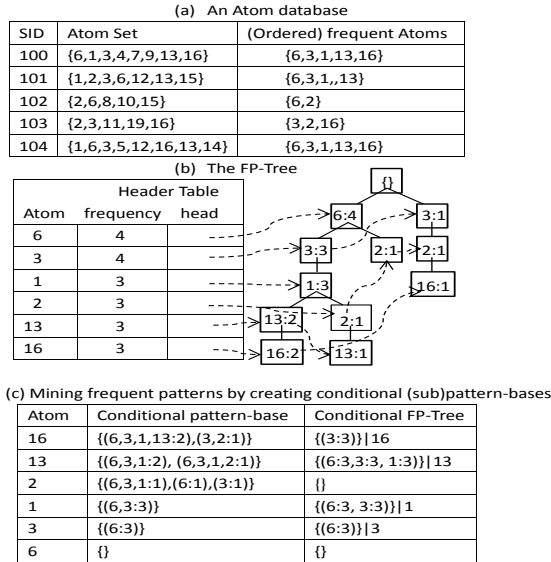 (a) An Atom database
SID Atom Set (Ordered) frequent Atoms
100 {6,1,3,4,7,9,13,16} {6,3,1,13,16}
101 {1,2,3,6,12,13,15} {6,3,1,,13}
102 {2,6,8,10,15} {6,2}
103 {2,3,11,19,16} {3,2,16}
104 {1,6,3,5,12,16,13,14} {6,3,1,13,16}
(b) The FP-Tree
Header Table
Atom frequency head
6 4
3 4
1 3
2 3
13 3
16 3
{}
6:4 3:1
3:3 2:1 2:1
1:3 16:1
13:2 2:1
16:2 13:1
(c) Mining frequent patterns by creating conditional (sub)pattern-bases
Atom Conditional pattern-base Conditional FP-Tree
16 {(6,3,1,13:2),(3,2:1)} {(3:3)}|16
13 {(6,3,1:2), (6,3,1,2:1)} {(6:3,3:3, 1:3)}|13
2 {(6,3,1:1),(6:1),(3:1)} {}
1 {(6,3:3)} {(6:3, 3:3)}|1
3 {(6:3)} {(6:3)}|3
6 {} {}